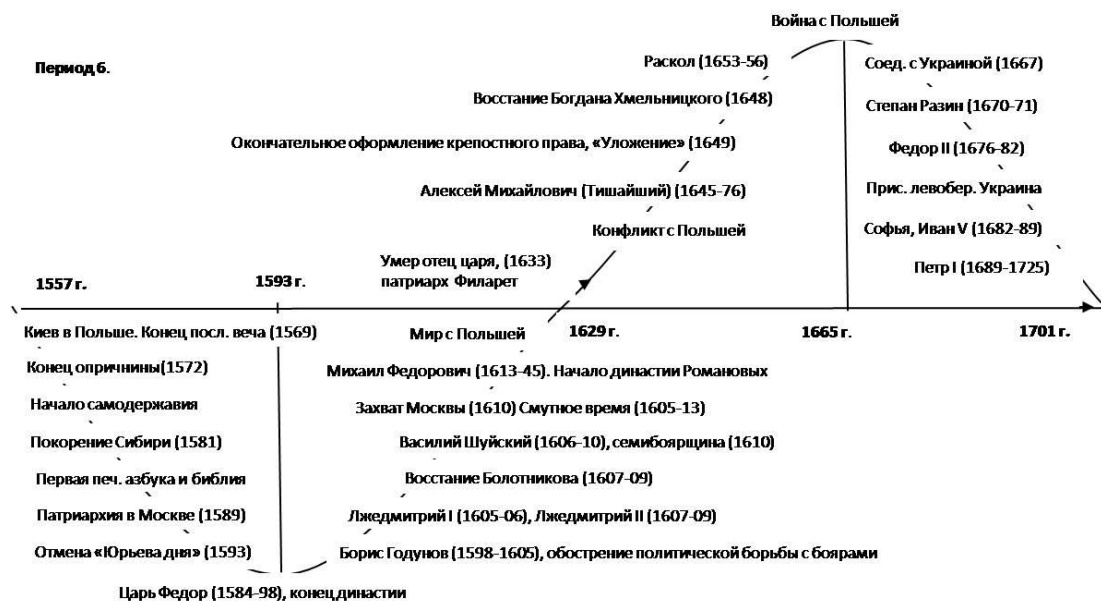 Война с Польшей
Период 6.
Раскол (1653-56)
Соед. с Украиной (1667)
Восстание Богдана Хмельницкого (1648)
Степан Разин (1670-71)
Окончательное оформление крепостного права, «Уложение» (1649)
Федор II (1676-82)
Алексей Михайлович (Тишайший) (1645-76)
Прис. левобер. Украина
Конфликт с Польшей
Софья, Иван V (1682-89)
Умер отец царя, (1633)
патриарх Филарет
Петр I (1689-1725)
1557 г.
1593 г.
Киев в Польше. Конец посл. веча (1569)
Мир с Польшей
1629 г.
1665 г.
1701 г.
Конец опричнины(1572)
Михаил Федорович (1613-45). Начало династии Романовых
Начало самодержавия
Захват Москвы (1610) Смутное время (1605-13)
Покорение Сибири (1581)
Василий Шуйский (1606-10), семибоярщина (1610)
Первая печ. азбука и библия
Восстание Болотникова (1607-09)
Патриархия в Москве (1589)
Лжедмитрий I (1605-06), Лжедмитрий II (1607-09)
Отмена «Юрьева дня» (1593)
Борис Годунов (1598-1605), обострение политической борьбы с боярами
Царь Федор (1584-98), конец династии